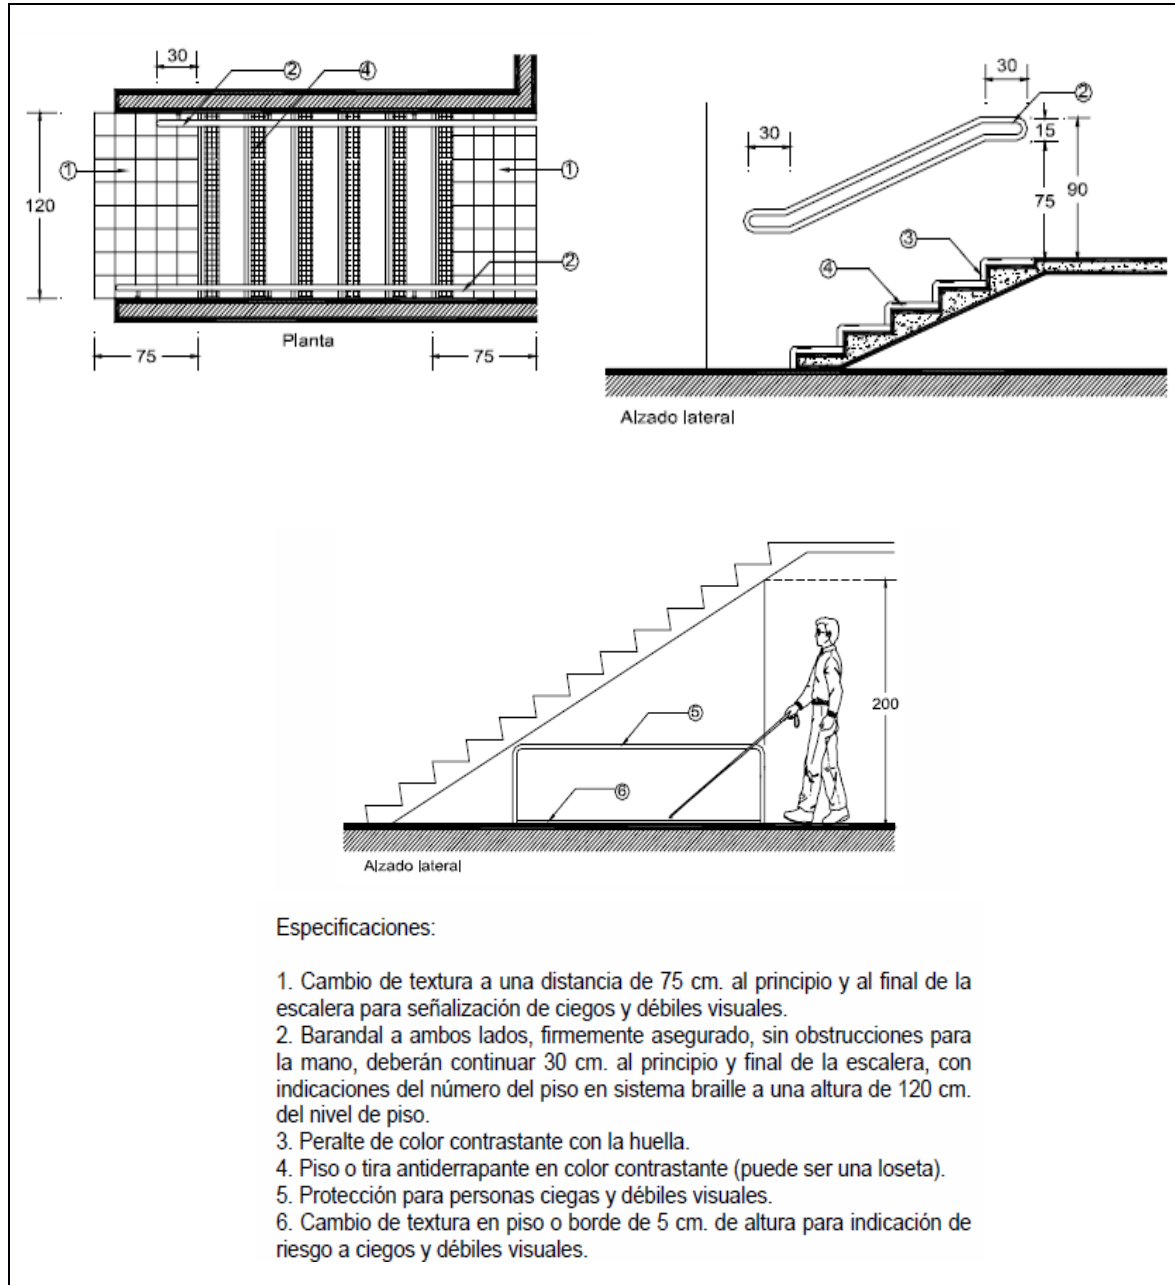 30
2
4
1
1
120
2
Planta
75
75
30
2
30
15
75
90
3
4
Alzado lateral
5
200
6
Alzado lateral
Especificaciones:
1. Cambio de textura a una distancia de 75 cm. al principio y al final de la
escalera para señalización de ciegos y débiles visuales.
2. Barandal a ambos lados, firmemente asegurado, sin obstrucciones para
la mano, deberán continuar 30 cm. al principio y final de la escalera, con
indicaciones del número del piso en sistema braille a una altura de 120 cm.
del nivel de piso.
3. Peralte de color contrastante con la huella.
4. Piso o tira antiderrapante en color contrastante (puede ser una loseta).
5. Protección para personas ciegas y débiles visuales.
6. Cambio de textura en piso o borde de 5 cm. de altura para indicación de
riesgo a ciegos y débiles visuales.